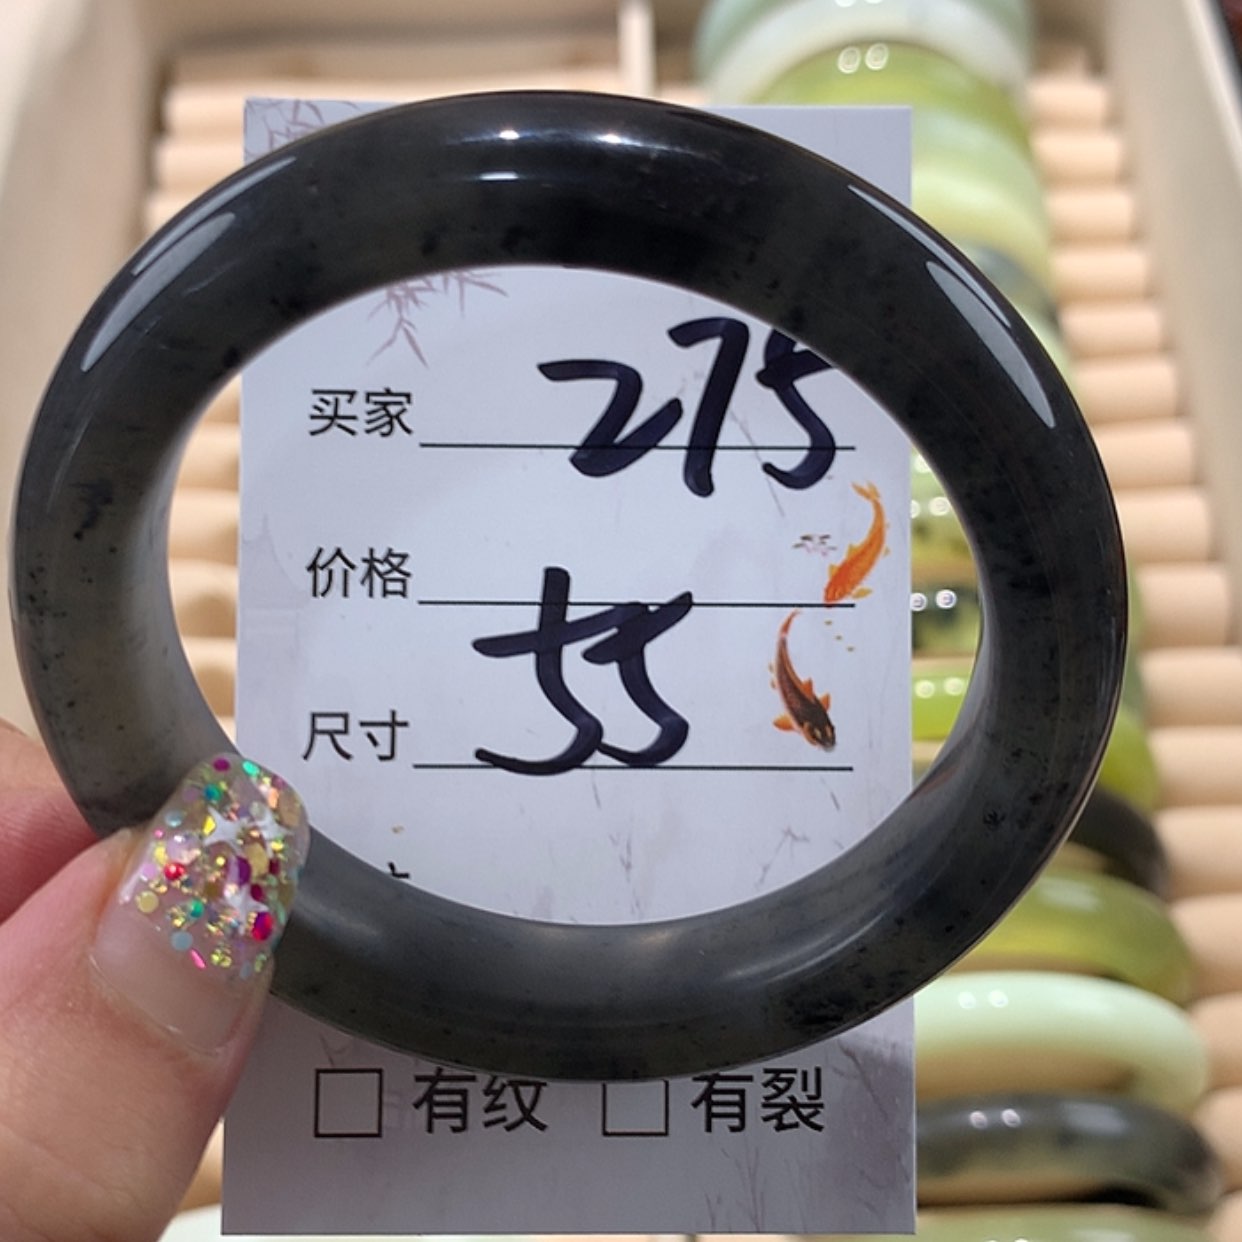 买家 275
价格
尺寸 55
有纹 有裂